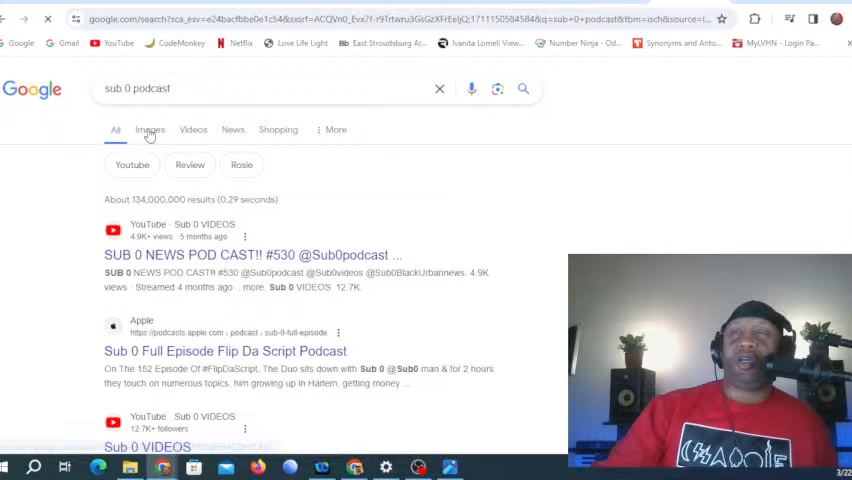 google.com/search?sca_esv=e24bacfbbe0e1c54&sxsrf=ACQVn0_Evx7f-r9Trtwru3GsGzXFrEeIjQ:1711150584584&q=sub+0+podcast&tbm=isch&source=l...
Google Gmail YouTube CodeMonkey Netflix Love Life Light East Stroudsburg Ar... Ivanita Lomeli View... Number Ninja - Od... Synonyms and Anto... MyLVHN - Login Pa...
Google
sub 0 podcast
All Images Videos News Shopping More
Youtube Review Rosie
About 134,000,000 results (0.29 seconds)
YouTube · Sub 0 VIDEOS
4.9K+ views · 5 months ago
SUB 0 NEWS POD CAST!! #530 @Sub0podcast ...
SUB 0 NEWS POD CAST!! #530 @Sub0podcast @Sub0videos @Sub0BlackUrbannews. 4.9K
views · Streamed 4 months ago ...more. Sub 0 VIDEOS. 12.7K.
Apple
https://podcasts.apple.com › podcast › sub-0-full-episode
Sub 0 Full Episode Flip Da Script Podcast
On The 152 Episode Of #FlipDaScript, The Duo sits down with Sub 0 @Sub0 man & for 2 hours
they touch on numerous topics, him growing up in Harlem, getting money ...
YouTube · Sub 0 VIDEOS
12.7K+ followers
Sub 0 VIDEOS
3/22